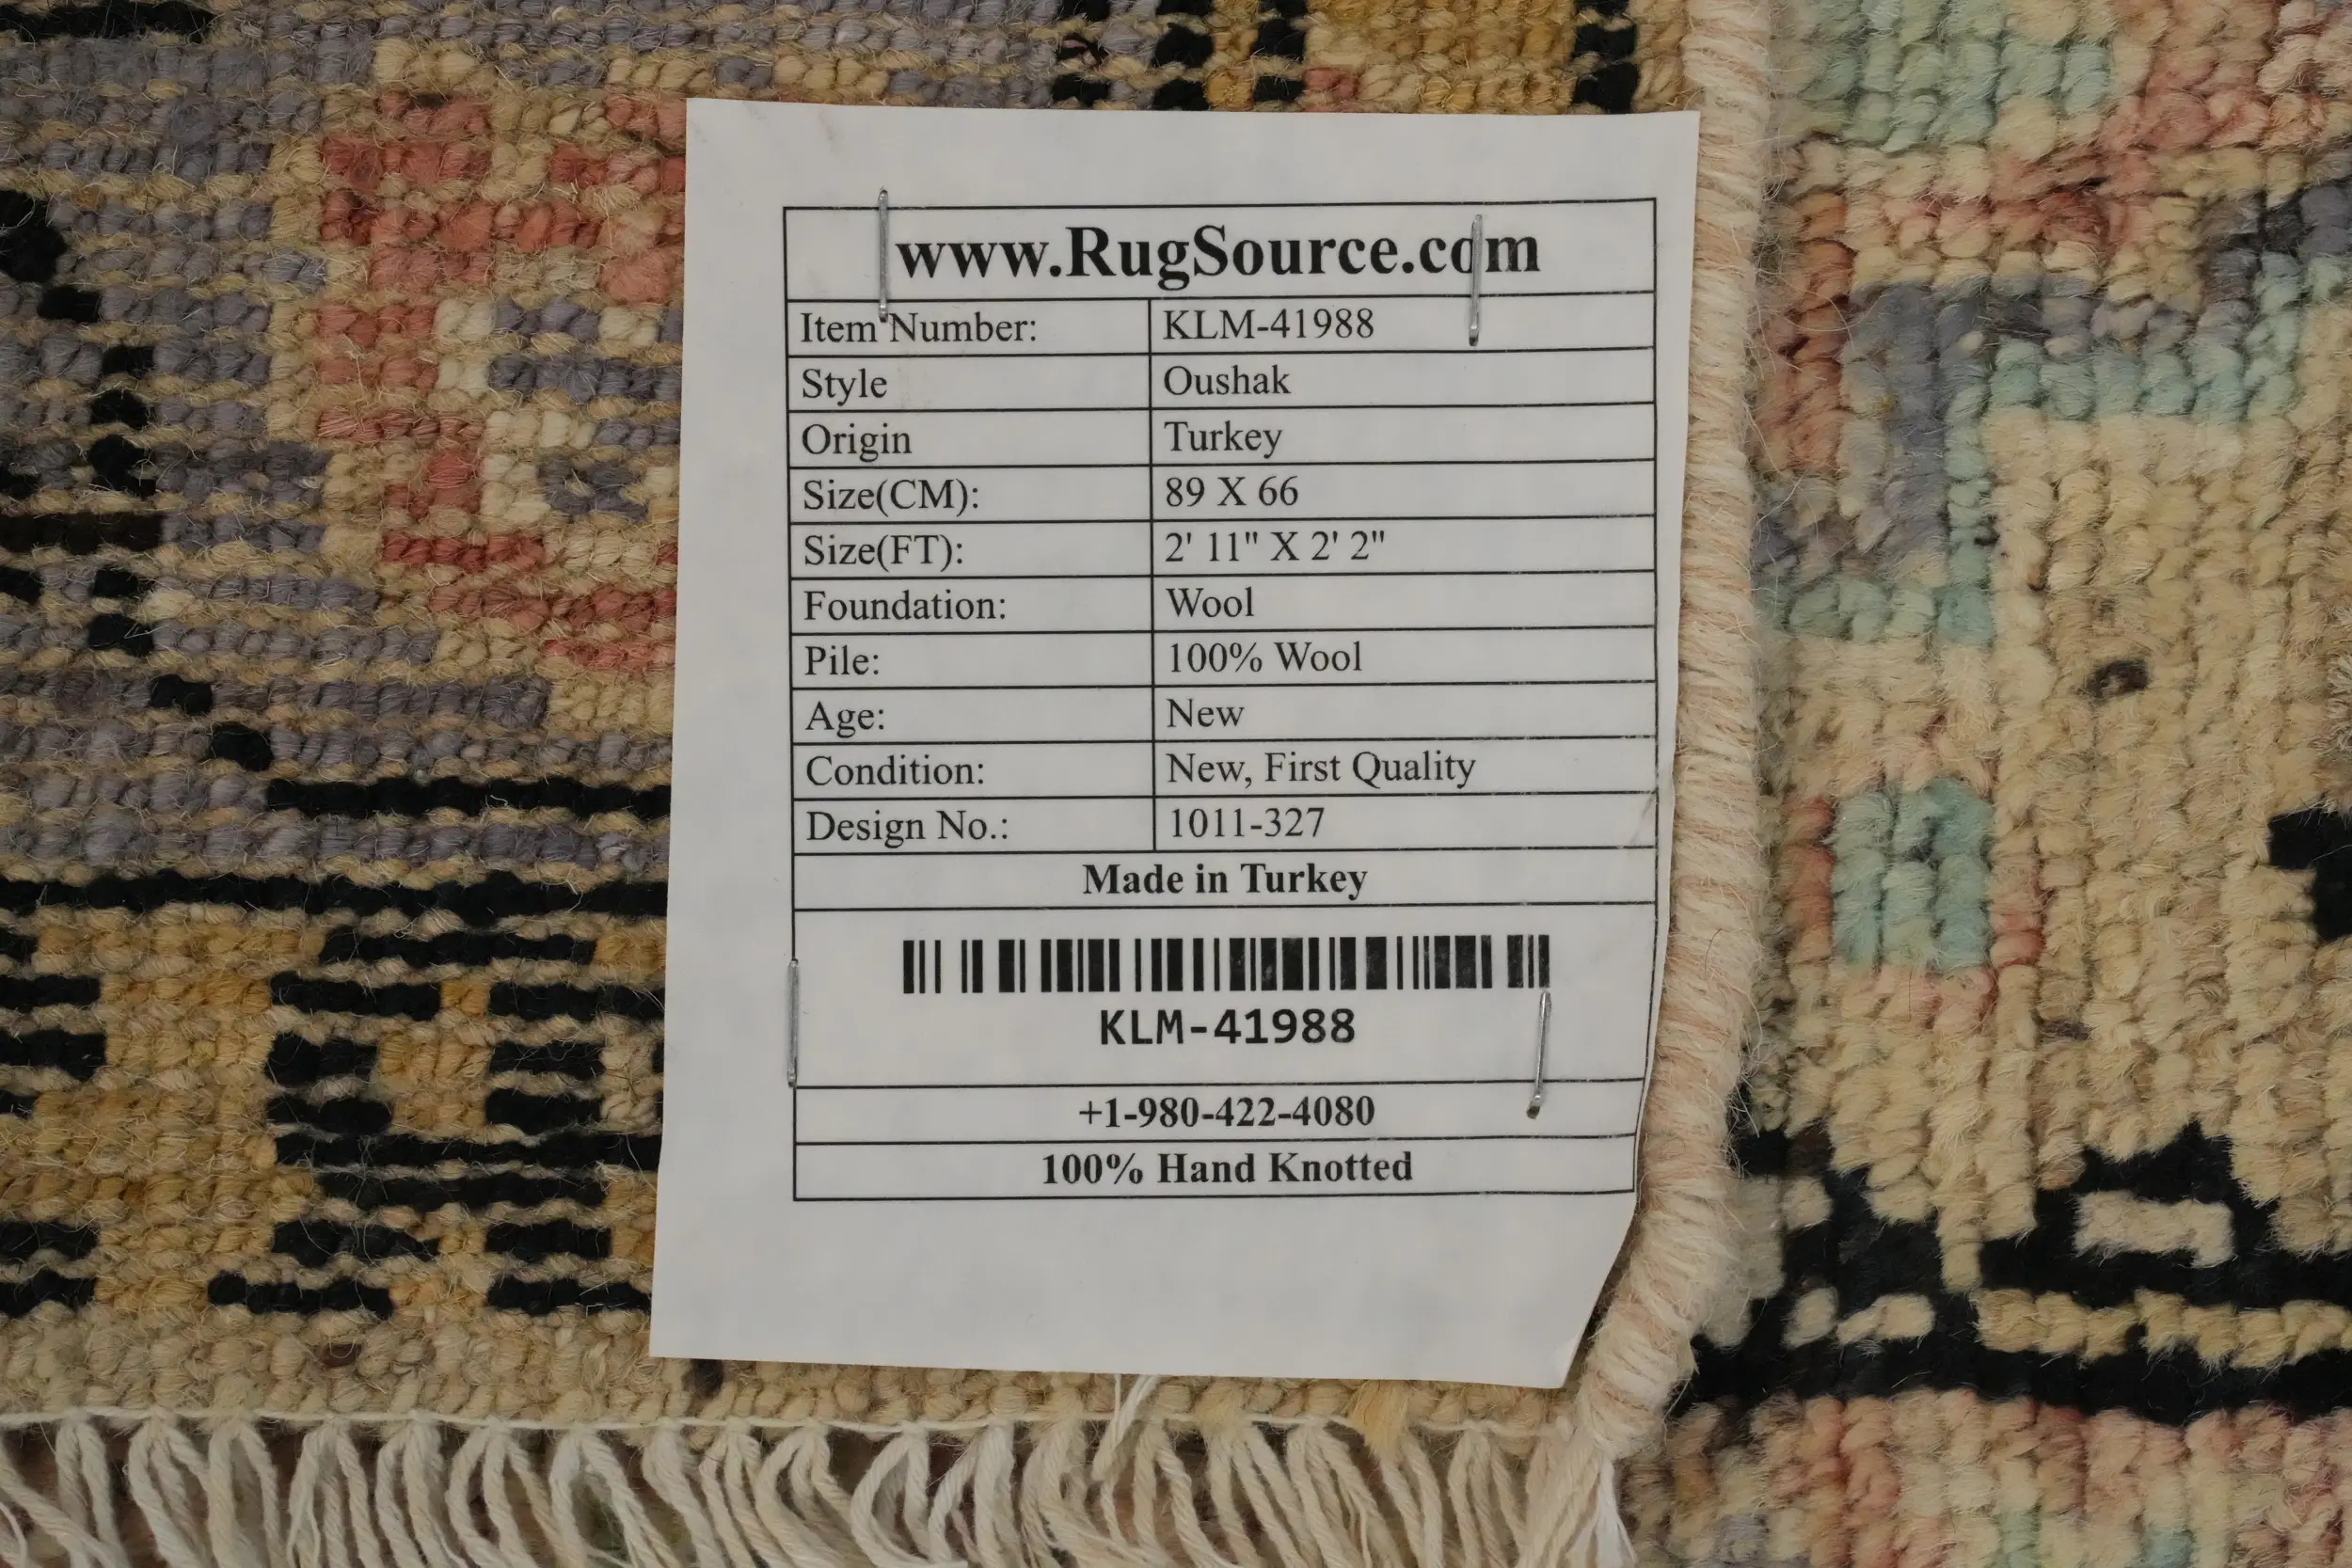 www.RugSource.com
Item Number: KLM-41988
Style Oushak
Origin Turkey
Size(CM): 89 X 66
Size(FT): 2' 11" X 2' 2"
Foundation: Wool
Pile: 100% Wool
Age: New
Condition: New, First Quality
Design No.: 1011-327
Made in Turkey
KLM-41988
+1-980-422-4080
100% Hand Knotted